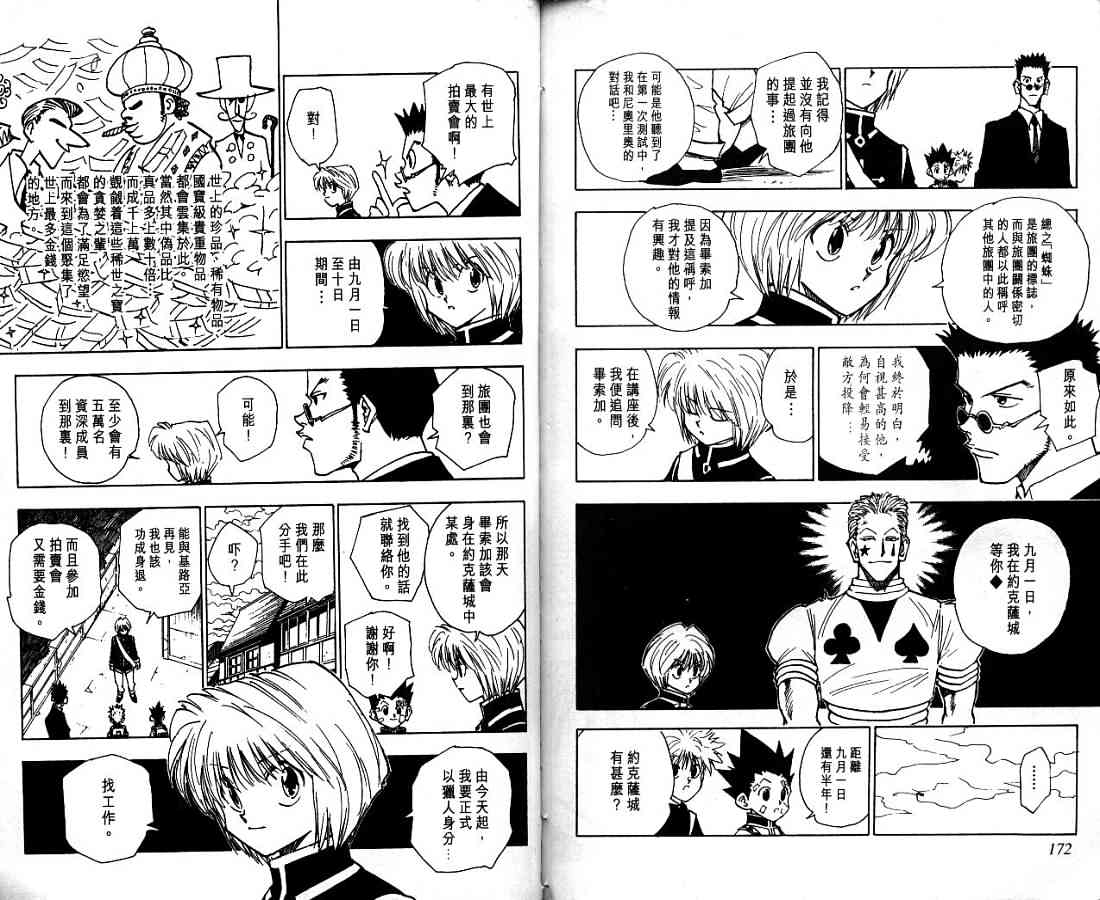 我記得
並沒有向他
提起過旅團
的事⋯
可能是他聽到了
在第一次測試中，
我和尼奧里奧的
對話吧⋯
總之「蜘蛛」
是旅團的標誌，
而與旅團關係密切
的人都以此稱呼
其他旅團中的人。
因為畢索加
提及這稱呼，
我才對他的情報
有興趣。
原來如此。
我終於明白，
自視甚高的他，
為何會輕易接受
敵方投降⋯
於是⋯
在講座後，
我便追問
畢索加。
九月一日，
我在約克薩城
等你◆
⋯⋯
距離
九月一日
還有半年！
約克薩城
有甚麼？
172
有世上
最大的
拍賣會啊！
對！
由九月一日
至十日
期間⋯
世上的珍品、稀有物品、
國寶級貴重物品
都會雲集於此。
當然其中偽品比
真品多上數十倍⋯
而成千上萬，
覬覦着這些稀世之寶
的貪婪之輩，
都會為了滿足慾望
而來到這個聚集了
世上最多金錢
的地方。
旅團也會
到那裏？
可能！
至少會有
五萬名
資深成員
到那裏！
所以那天
畢索加該會
身在約克薩城中
某處。
找到他的話
就聯絡你。
好啊！
謝謝你！
那麼
我們在此
分手吧！
吓？
能與基路亞
再見，
我也該
功成身退。
而且參加
拍賣會
又需要金錢。
由今天起，
我要正式
以獵人身分⋯
找工作。